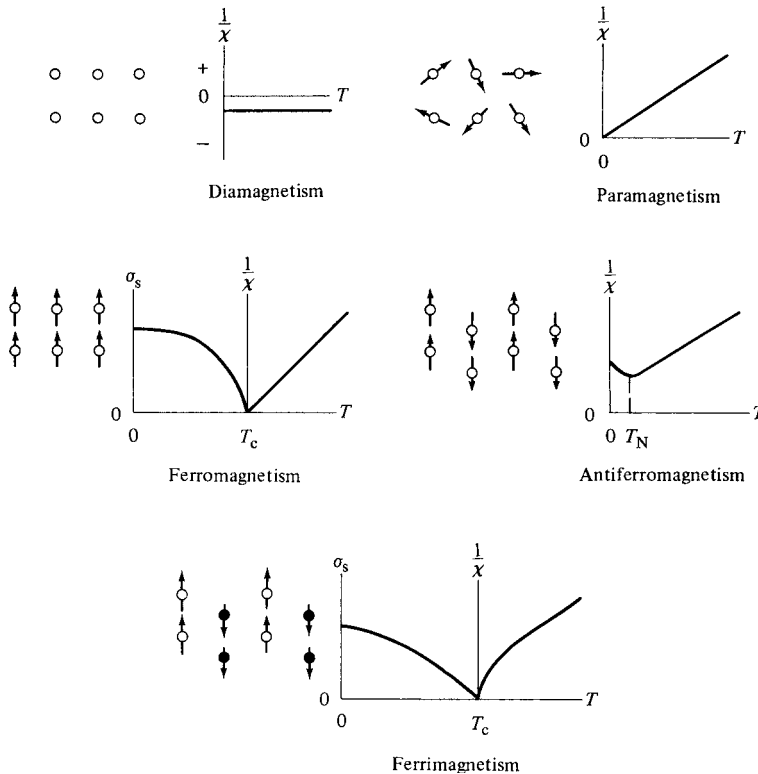 1/χ
+
0
−
T
Diamagnetism
1/χ
0
0
T
Paramagnetism
σs
1/χ
0
0
Tc
T
Ferromagnetism
1/χ
0
0
TN
T
Antiferromagnetism
σs
1/χ
0
0
Tc
T
Ferrimagnetism